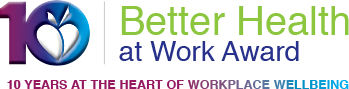 10
Better Health
at Work Award
10 YEARS AT THE HEART OF WORKPLACE WELLBEING